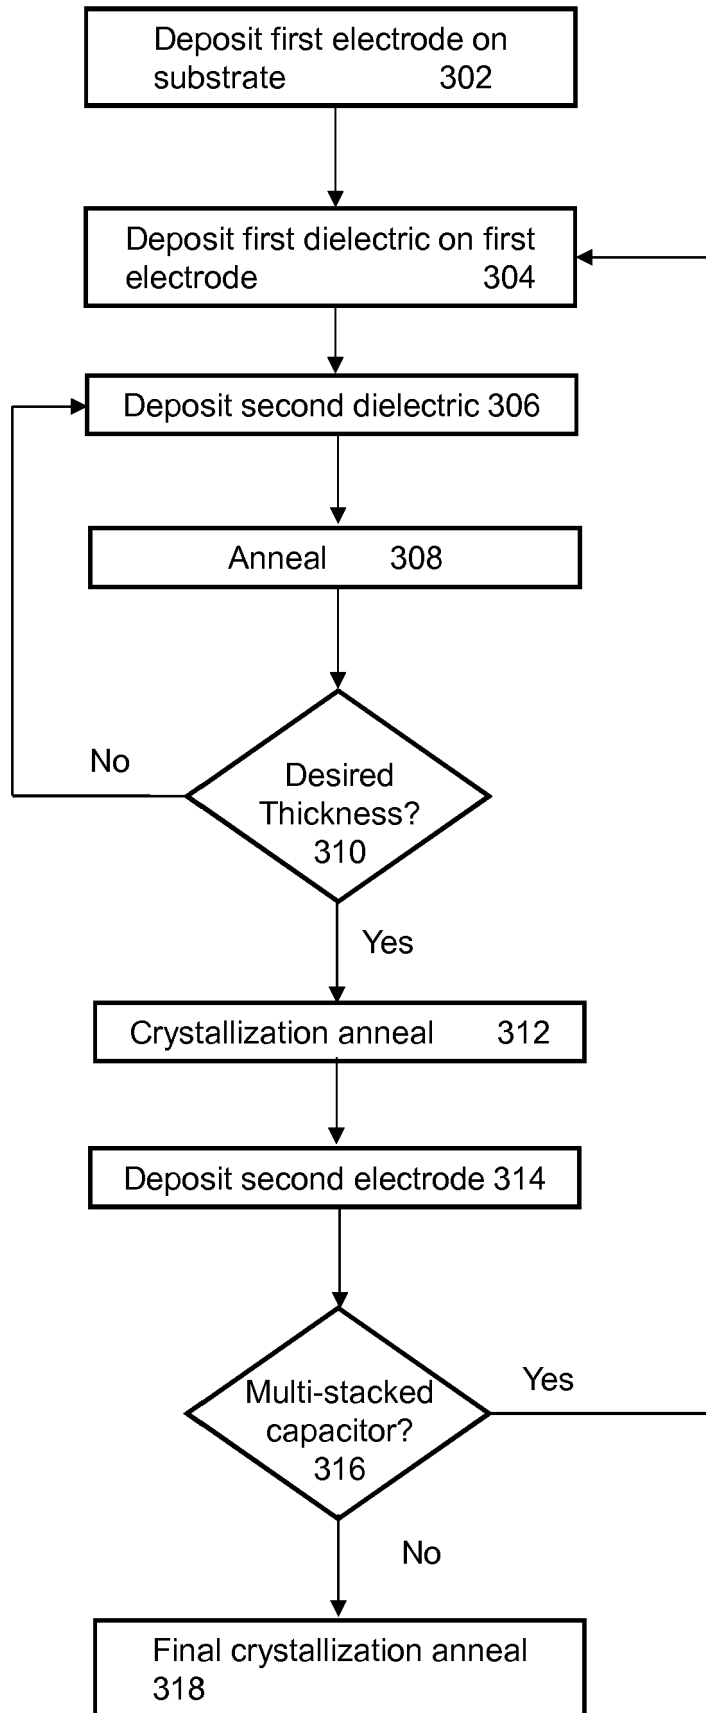 Deposit first electrode on
substrate 302
Deposit first dielectric on first
electrode 304
Deposit second dielectric 306
Anneal 308
No
Desired
Thickness?
310
Yes
Crystallization anneal 312
Deposit second electrode 314
Yes
Multi-stacked
capacitor?
316
No
Final crystallization anneal
318